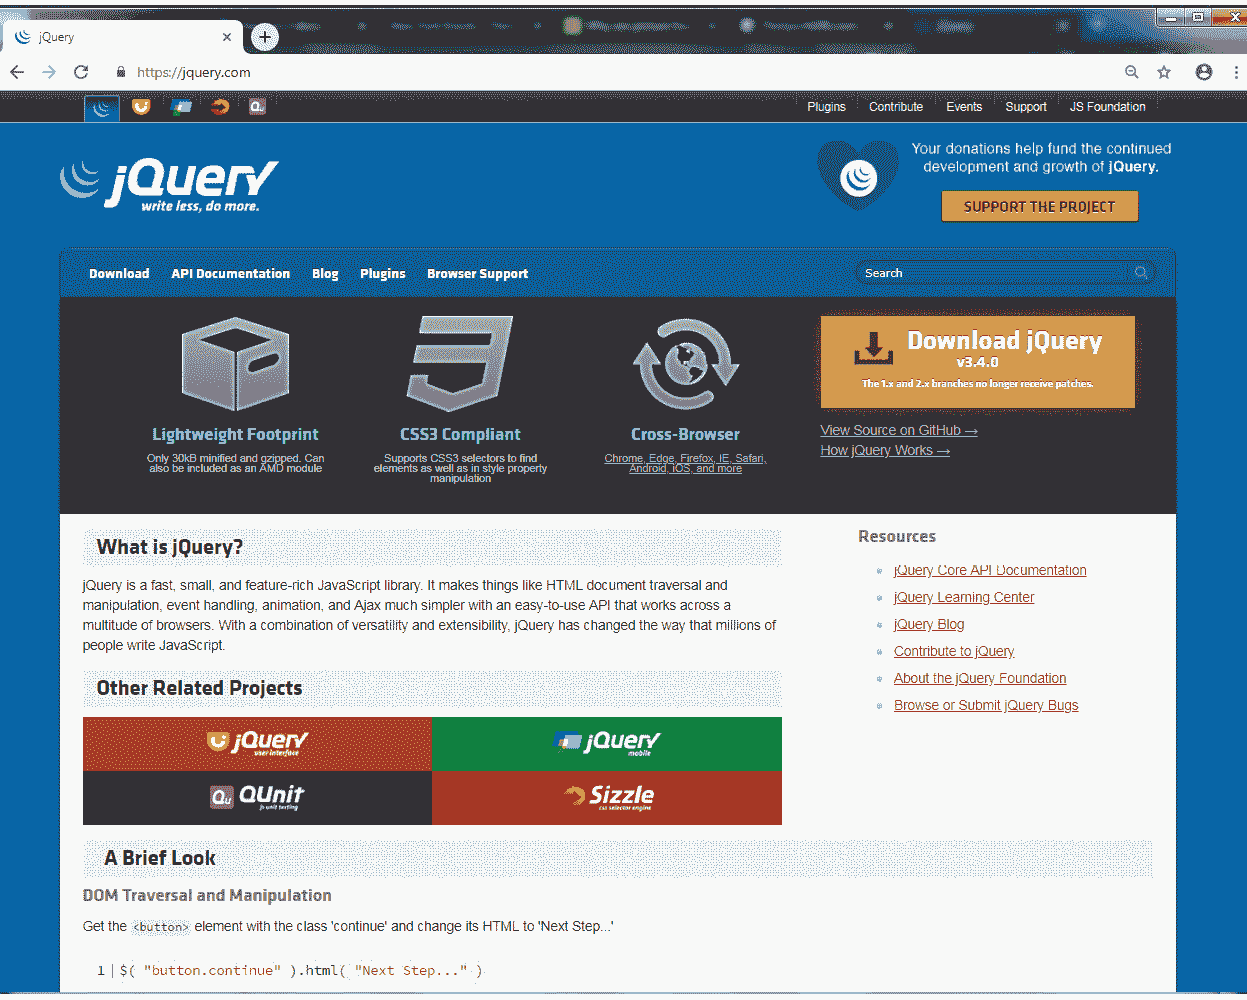 jQuery
https://jquery.com
Plugins Contribute Events Support JS Foundation
jQuery
write less, do more.
Your donations help fund the continued
development and growth of jQuery.
SUPPORT THE PROJECT
Download API Documentation Blog Plugins Browser Support
Search
Lightweight Footprint
Only 30kB minified and gzipped. Can
also be included as an AMD module
CSS3 Compliant
Supports CSS3 selectors to find
elements as well as in style property
manipulation
Cross-Browser
Chrome, Edge, Firefox, IE, Safari,
Android, iOS, and more
Download jQuery
v3.4.0
The 1.x and 2.x branches no longer receive patches.
View Source on GitHub →
How jQuery Works →
What is jQuery?
jQuery is a fast, small, and feature-rich JavaScript library. It makes things like HTML document traversal and
manipulation, event handling, animation, and Ajax much simpler with an easy-to-use API that works across a
multitude of browsers. With a combination of versatility and extensibility, jQuery has changed the way that millions of
people write JavaScript.
Resources
jQuery Core API Documentation
jQuery Learning Center
jQuery Blog
Contribute to jQuery
About the jQuery Foundation
Browse or Submit jQuery Bugs
Other Related Projects
jQuery
user interface
jQuery
mobile
Qu QUnit
js unit testing
Sizzle
css selector engine
A Brief Look
DOM Traversal and Manipulation
Get the <button> element with the class 'continue' and change its HTML to 'Next Step...'
1 $( "button.continue" ).html( "Next Step..." )